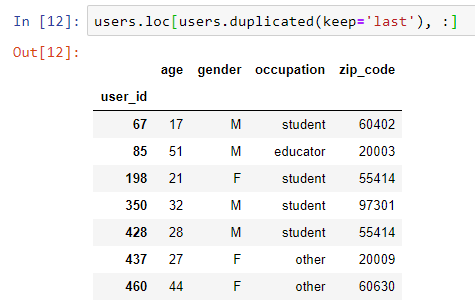 In [12]: users.loc[users.duplicated(keep='last'), :]
Out[12]:
age gender occupation zip_code
user_id
67 17 M student 60402
85 51 M educator 20003
198 21 F student 55414
350 32 M student 97301
428 28 M student 55414
437 27 F other 20009
460 44 F other 60630